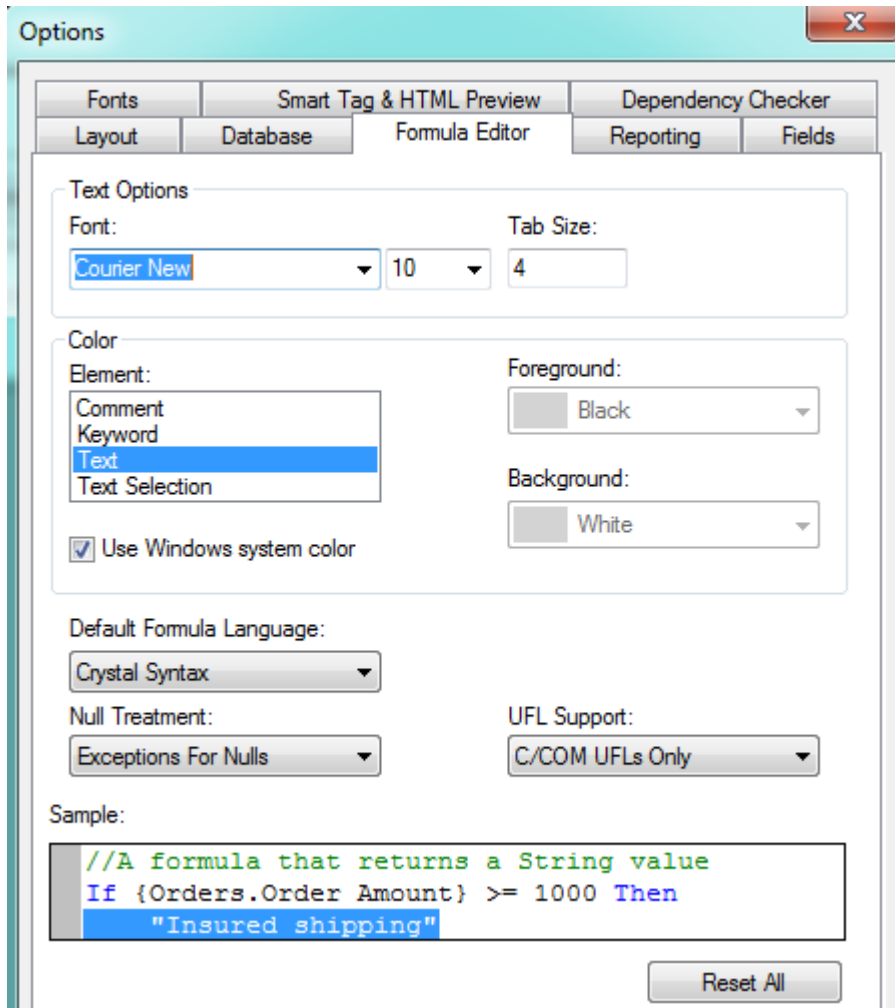 Options
Fonts Smart Tag & HTML Preview Dependency Checker
Layout Database Formula Editor Reporting Fields
Text Options
Font: Tab Size:
Courier New 10 4
Color
Element: Foreground:
Comment Black
Keyword
Text
Text Selection Background:
White
Use Windows system color
Default Formula Language:
Crystal Syntax
Null Treatment: UFL Support:
Exceptions For Nulls C/COM UFLs Only
Sample:
//A formula that returns a String value
If {Orders.Order Amount} >= 1000 Then
"Insured shipping"
Reset All